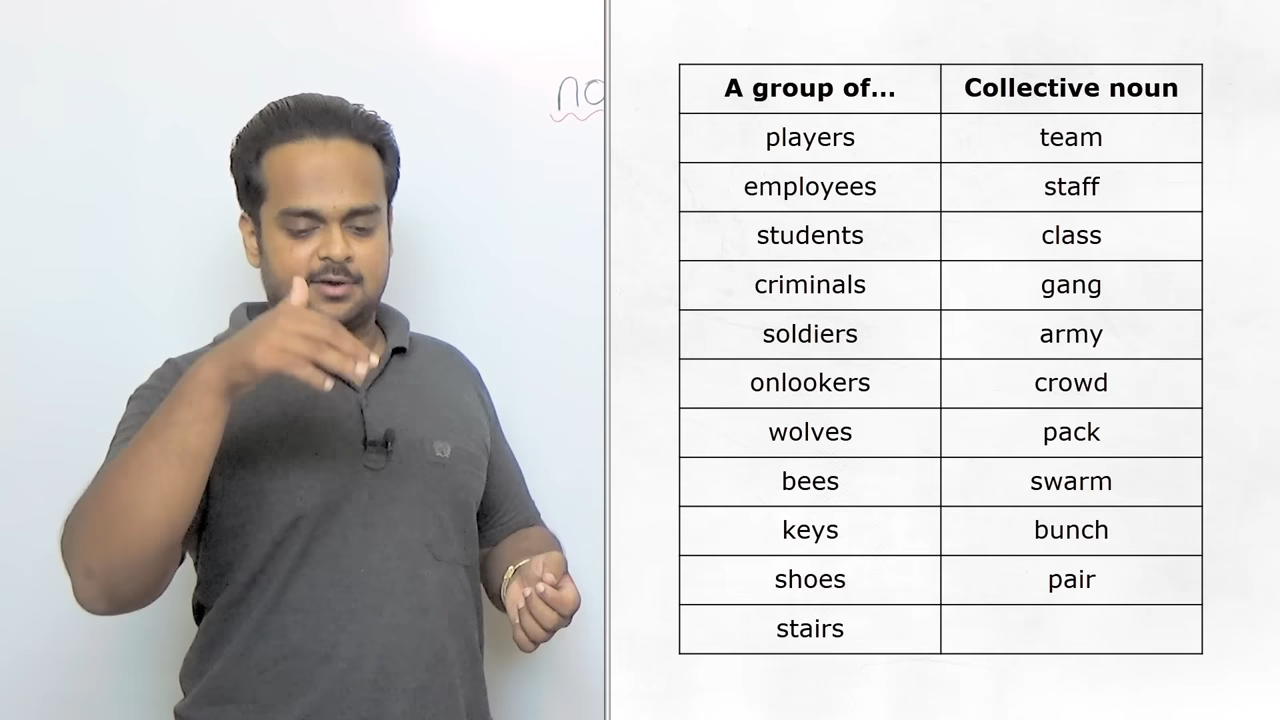 A group of... Collective noun
players team
employees staff
students class
criminals gang
soldiers army
onlookers crowd
wolves pack
bees swarm
keys bunch
shoes pair
stairs